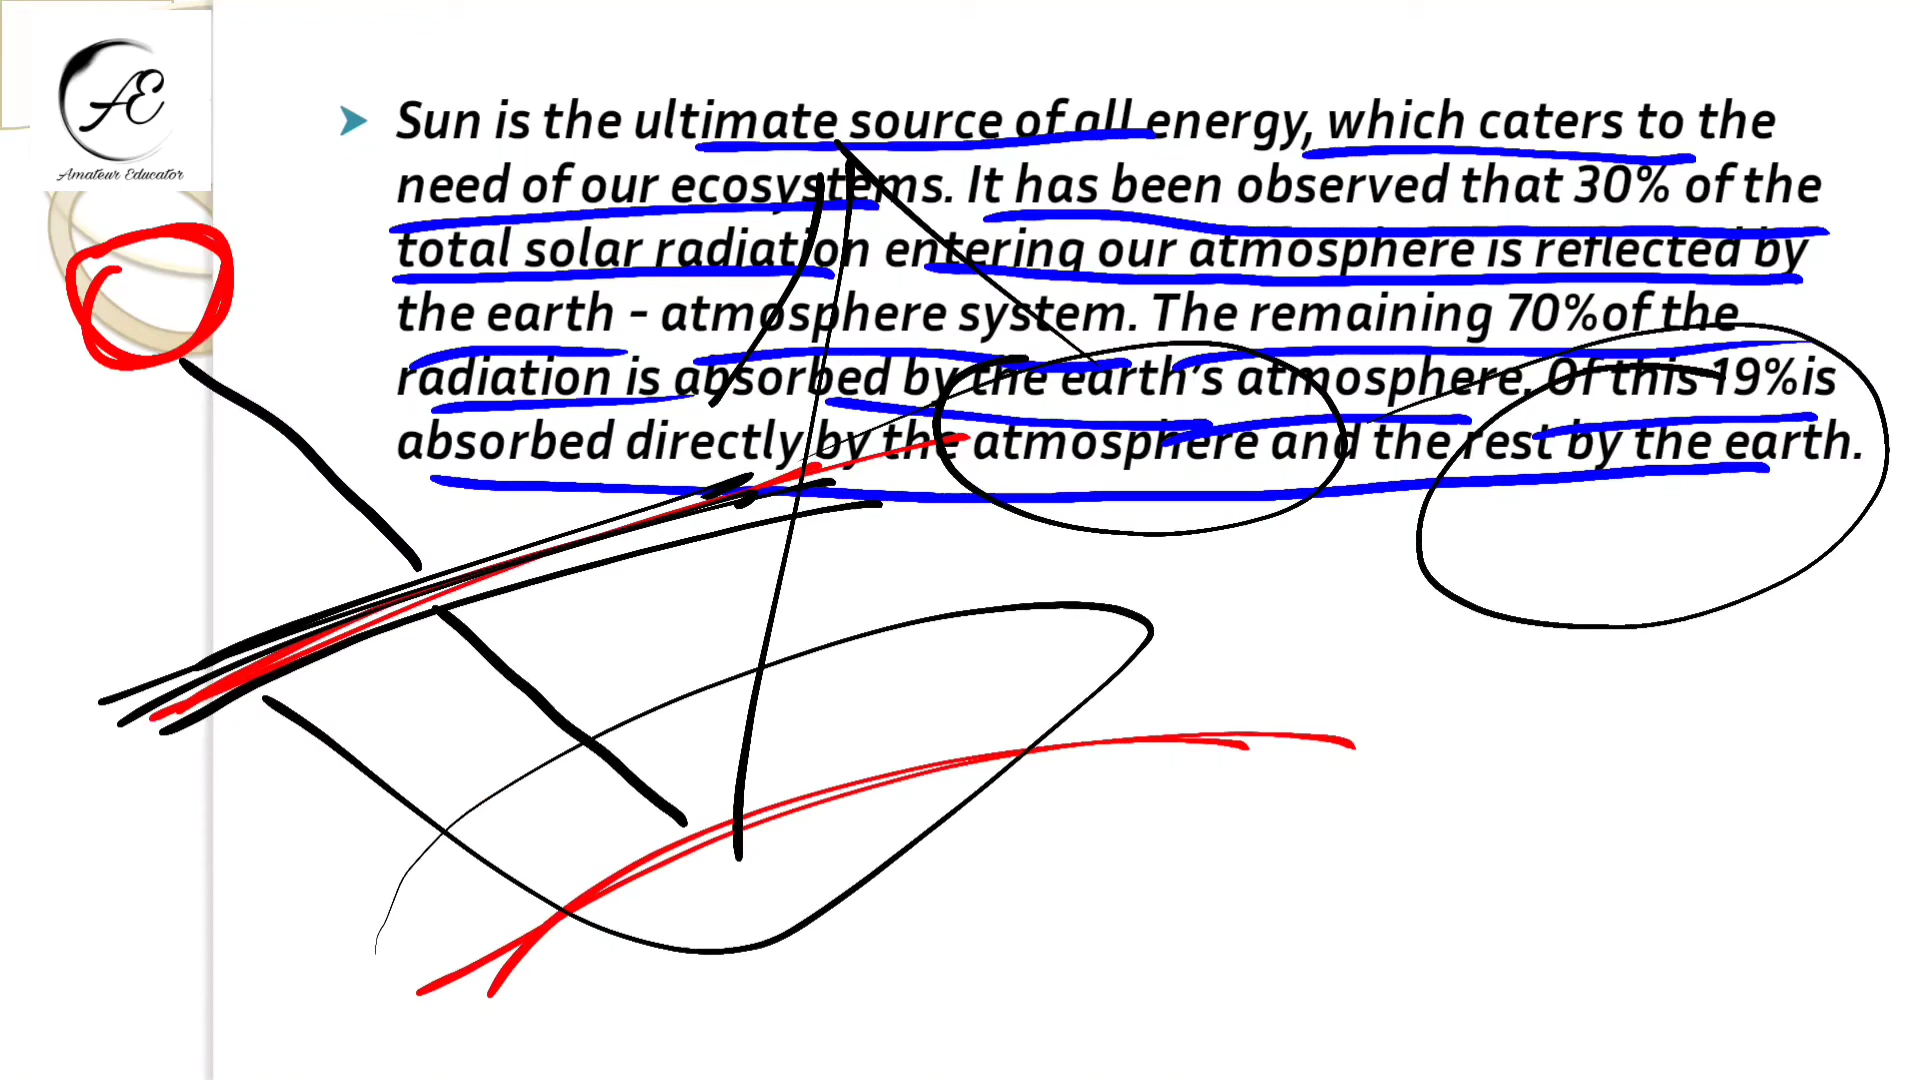 AE
Amateur Educator
Sun is the ultimate source of all energy, which caters to the
need of our ecosystems. It has been observed that 30% of the
total solar radiation entering our atmosphere is reflected by
the earth - atmosphere system. The remaining 70%of the
radiation is absorbed by the earth's atmosphere. Of this 19%is
absorbed directly by the atmosphere and the rest by the earth.